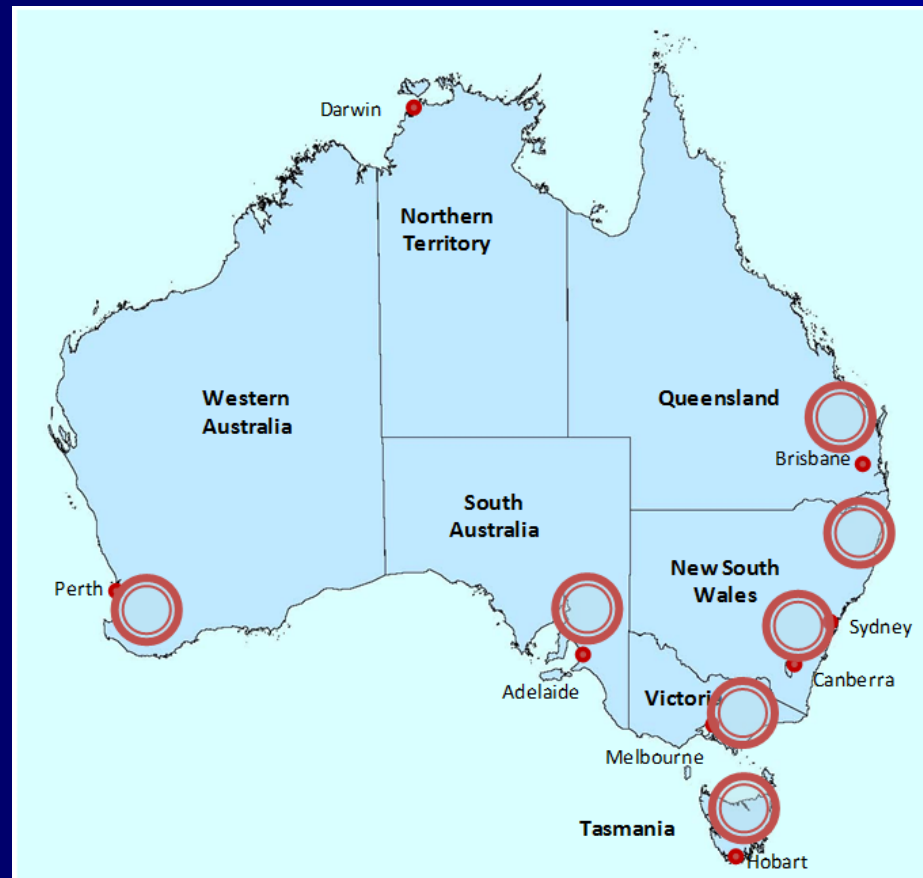 Darwin
Northern
Territory
Western
Australia
Queensland
Brisbane
South
Australia
New South
Wales
Perth
Sydney
Adelaide
Canberra
Victoria
Melbourne
Tasmania
Hobart